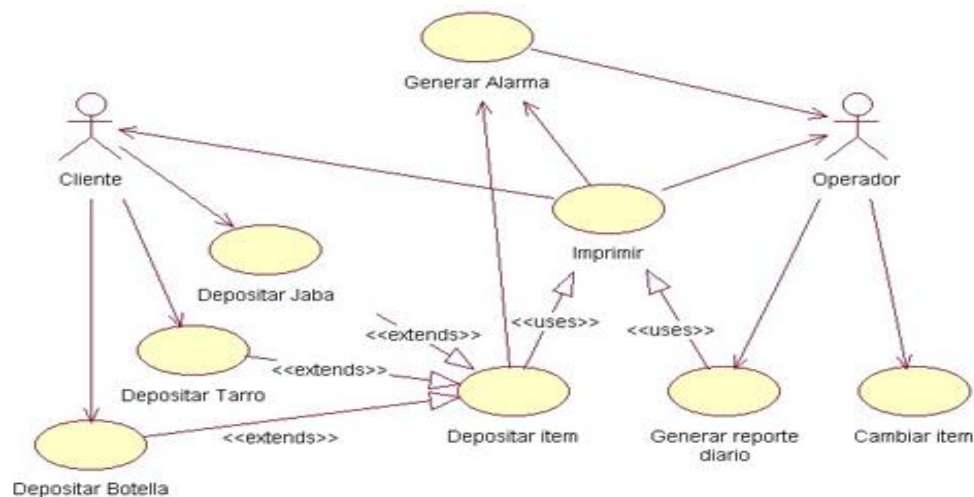 Generar Alarma
Cliente
Operador
Imprimir
Depositar Jaba
<<extends>>
<<uses>>
<<uses>>
<<extends>>
Depositar Tarro
<<extends>>
Depositar item
Generar reporte
diario
Cambiar item
Depositar Botella